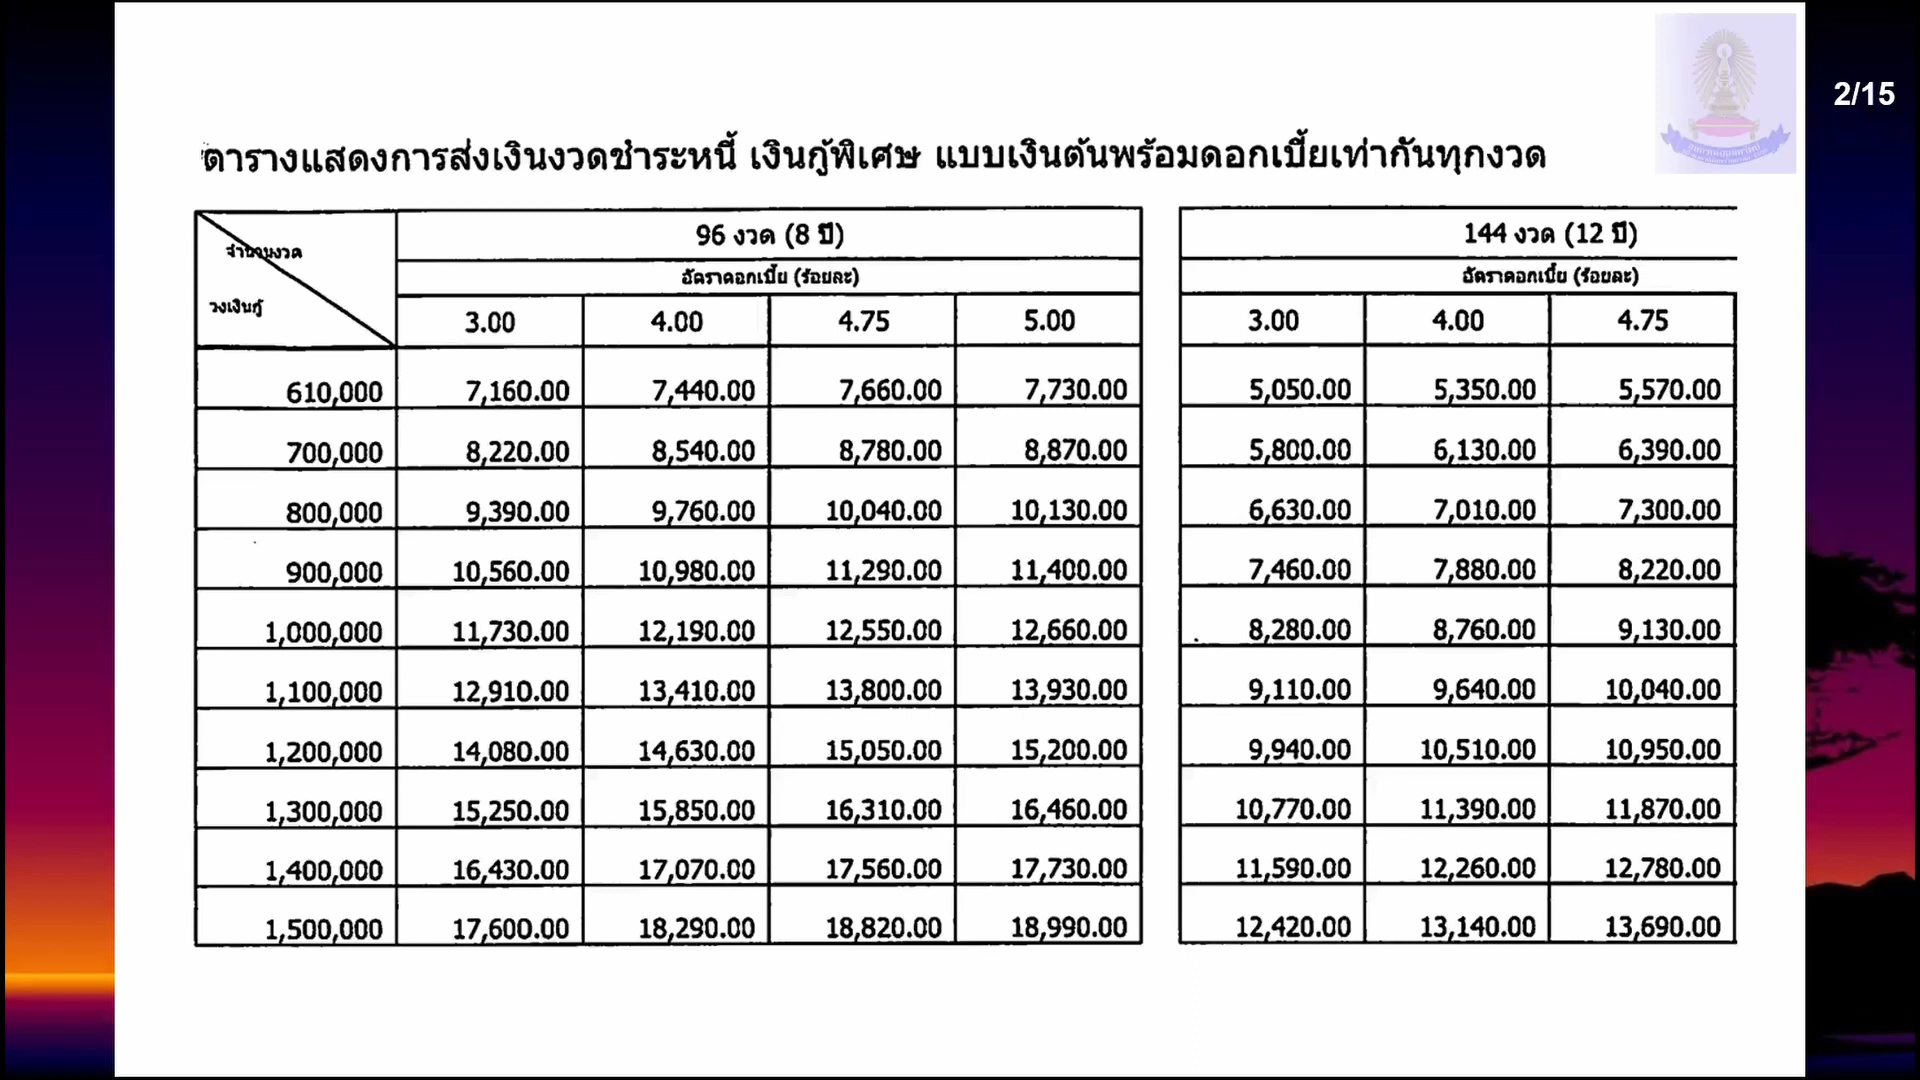 2/15
ตารางแสดงการส่งเงินงวดชำระหนี้ เงินกู้พิเศษ แบบเงินต้นพร้อมดอกเบี้ยเท่ากันทุกงวด
จำนวนงวด 96 งวด (8 ปี) 144 งวด (12 ปี)
วงเงินกู้ อัตราดอกเบี้ย (ร้อยละ) อัตราดอกเบี้ย (ร้อยละ)
3.00 4.00 4.75 5.00 3.00 4.00 4.75
610,000 7,160.00 7,440.00 7,660.00 7,730.00 5,050.00 5,350.00 5,570.00
700,000 8,220.00 8,540.00 8,780.00 8,870.00 5,800.00 6,130.00 6,390.00
800,000 9,390.00 9,760.00 10,040.00 10,130.00 6,630.00 7,010.00 7,300.00
900,000 10,560.00 10,980.00 11,290.00 11,400.00 7,460.00 7,880.00 8,220.00
1,000,000 11,730.00 12,190.00 12,550.00 12,660.00 8,280.00 8,760.00 9,130.00
1,100,000 12,910.00 13,410.00 13,800.00 13,930.00 9,110.00 9,640.00 10,040.00
1,200,000 14,080.00 14,630.00 15,050.00 15,200.00 9,940.00 10,510.00 10,950.00
1,300,000 15,250.00 15,850.00 16,310.00 16,460.00 10,770.00 11,390.00 11,870.00
1,400,000 16,430.00 17,070.00 17,560.00 17,730.00 11,590.00 12,260.00 12,780.00
1,500,000 17,600.00 18,290.00 18,820.00 18,990.00 12,420.00 13,140.00 13,690.00